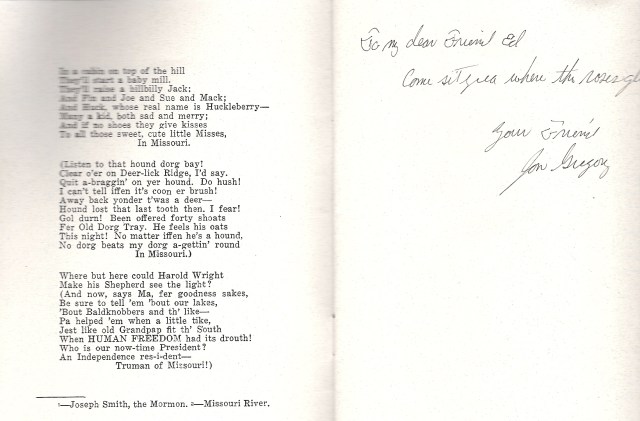 In a cabin on top of the hill
They'll start a baby mill.
They'll raise a hillbilly Jack;
And Fin and Joe and Sue and Mack;
And Huck, whose real name is Huckleberry—
Many a kid, both sad and merry;
And if no shoes they give kisses
To all those sweet, cute little Misses,
In Missouri.
(Listen to that hound dorg bay!
Clear o'er on Deer-lick Ridge, I'd say.
Quit a-braggin' on yer hound. Do hush!
I can't tell iffen it's coon er brush!
Away back yonder t'was a deer—
Hound lost that last tooth then. I fear!
Gol durn! Been offered forty shoats
Fer Old Dorg Tray. He feels his oats
This night! No matter iffen he's a hound,
No dorg beats my dorg a-gettin' round
In Missouri.)
Where but here could Harold Wright
Make his Shepherd see the light?
(And now, says Ma, fer goodness sakes,
Be sure to tell 'em 'bout our lakes,
'Bout Baldknobbers and th' like—
Pa helped 'em when a little tike,
Jest like old Grandpap fit th' South
When HUMAN FREEDOM had its drouth!
Who is our now-time President?
An Independence res-i-dent—
Truman of Missouri!)
—Joseph Smith, the Mormon. —Missouri River.
To my dear Friend Ed
Come where the roses
Your Friend
Jon Gregory